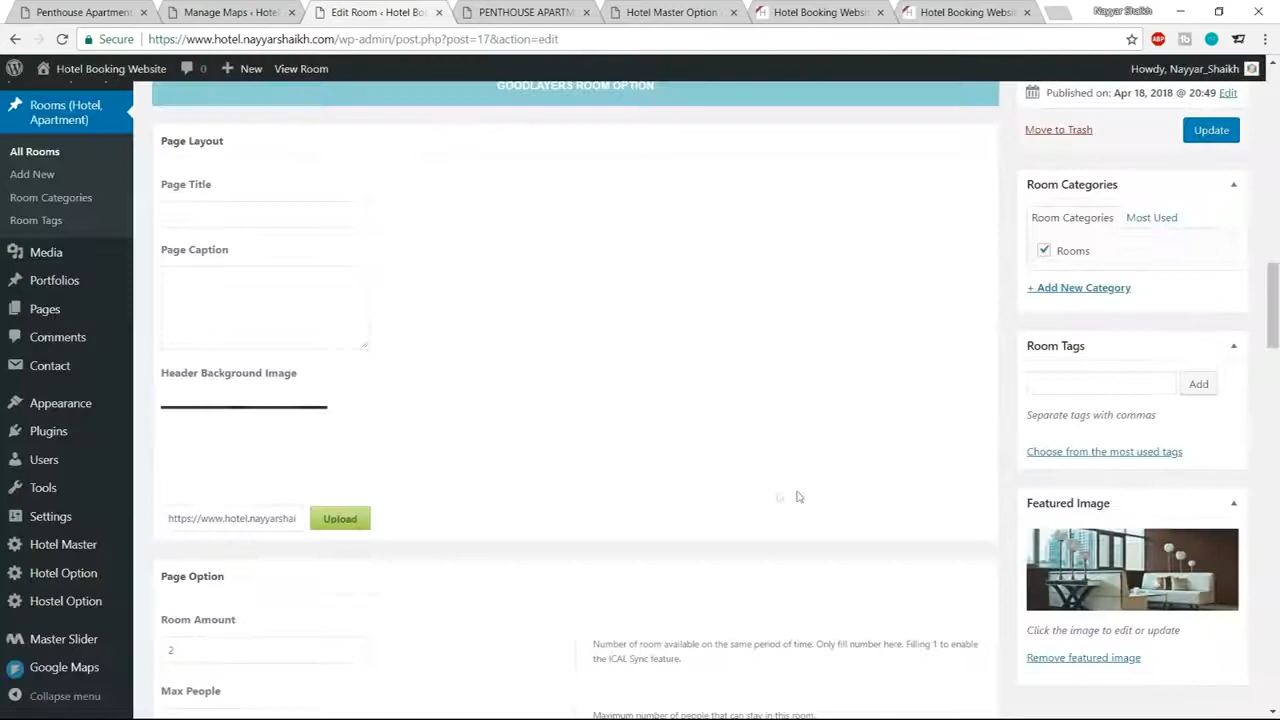 Penthouse Apartment
Manage Maps ‹ Hotel
Edit Room ‹ Hotel Bo
PENTHOUSE APARTM
Hotel Master Option
Hotel Booking Websi
Hotel Booking Websi
Nayyar Shaikh
Secure
https://www.hotel.nayyarshaikh.com/wp-admin/post.php?post=17&action=edit
Hotel Booking Website
0
New
View Room
Howdy, Nayyar_Shaikh
Rooms (Hotel,
Apartment)
All Rooms
Add New
Room Categories
Room Tags
Media
Portfolios
Pages
Comments
Contact
Appearance
Plugins
Users
Tools
Settings
Hotel Master
Hotel Option
Hostel Option
Master Slider
Google Maps
Collapse menu
GOODLAYERS ROOM OPTION
Page Layout
Page Title
Page Caption
Header Background Image
https://www.hotel.nayyarshai
Upload
Page Option
Room Amount
2
Number of room available on the same period of time. Only fill number here. Filling 1 to enable
the ICAL Sync feature.
Max People
Maximum number of people that can stay in this room.
Published on: Apr 18, 2018 @ 20:49 Edit
Move to Trash
Update
Room Categories
Room Categories
Most Used
Rooms
+ Add New Category
Room Tags
Add
Separate tags with commas
Choose from the most used tags
Featured Image
Click the image to edit or update
Remove featured image